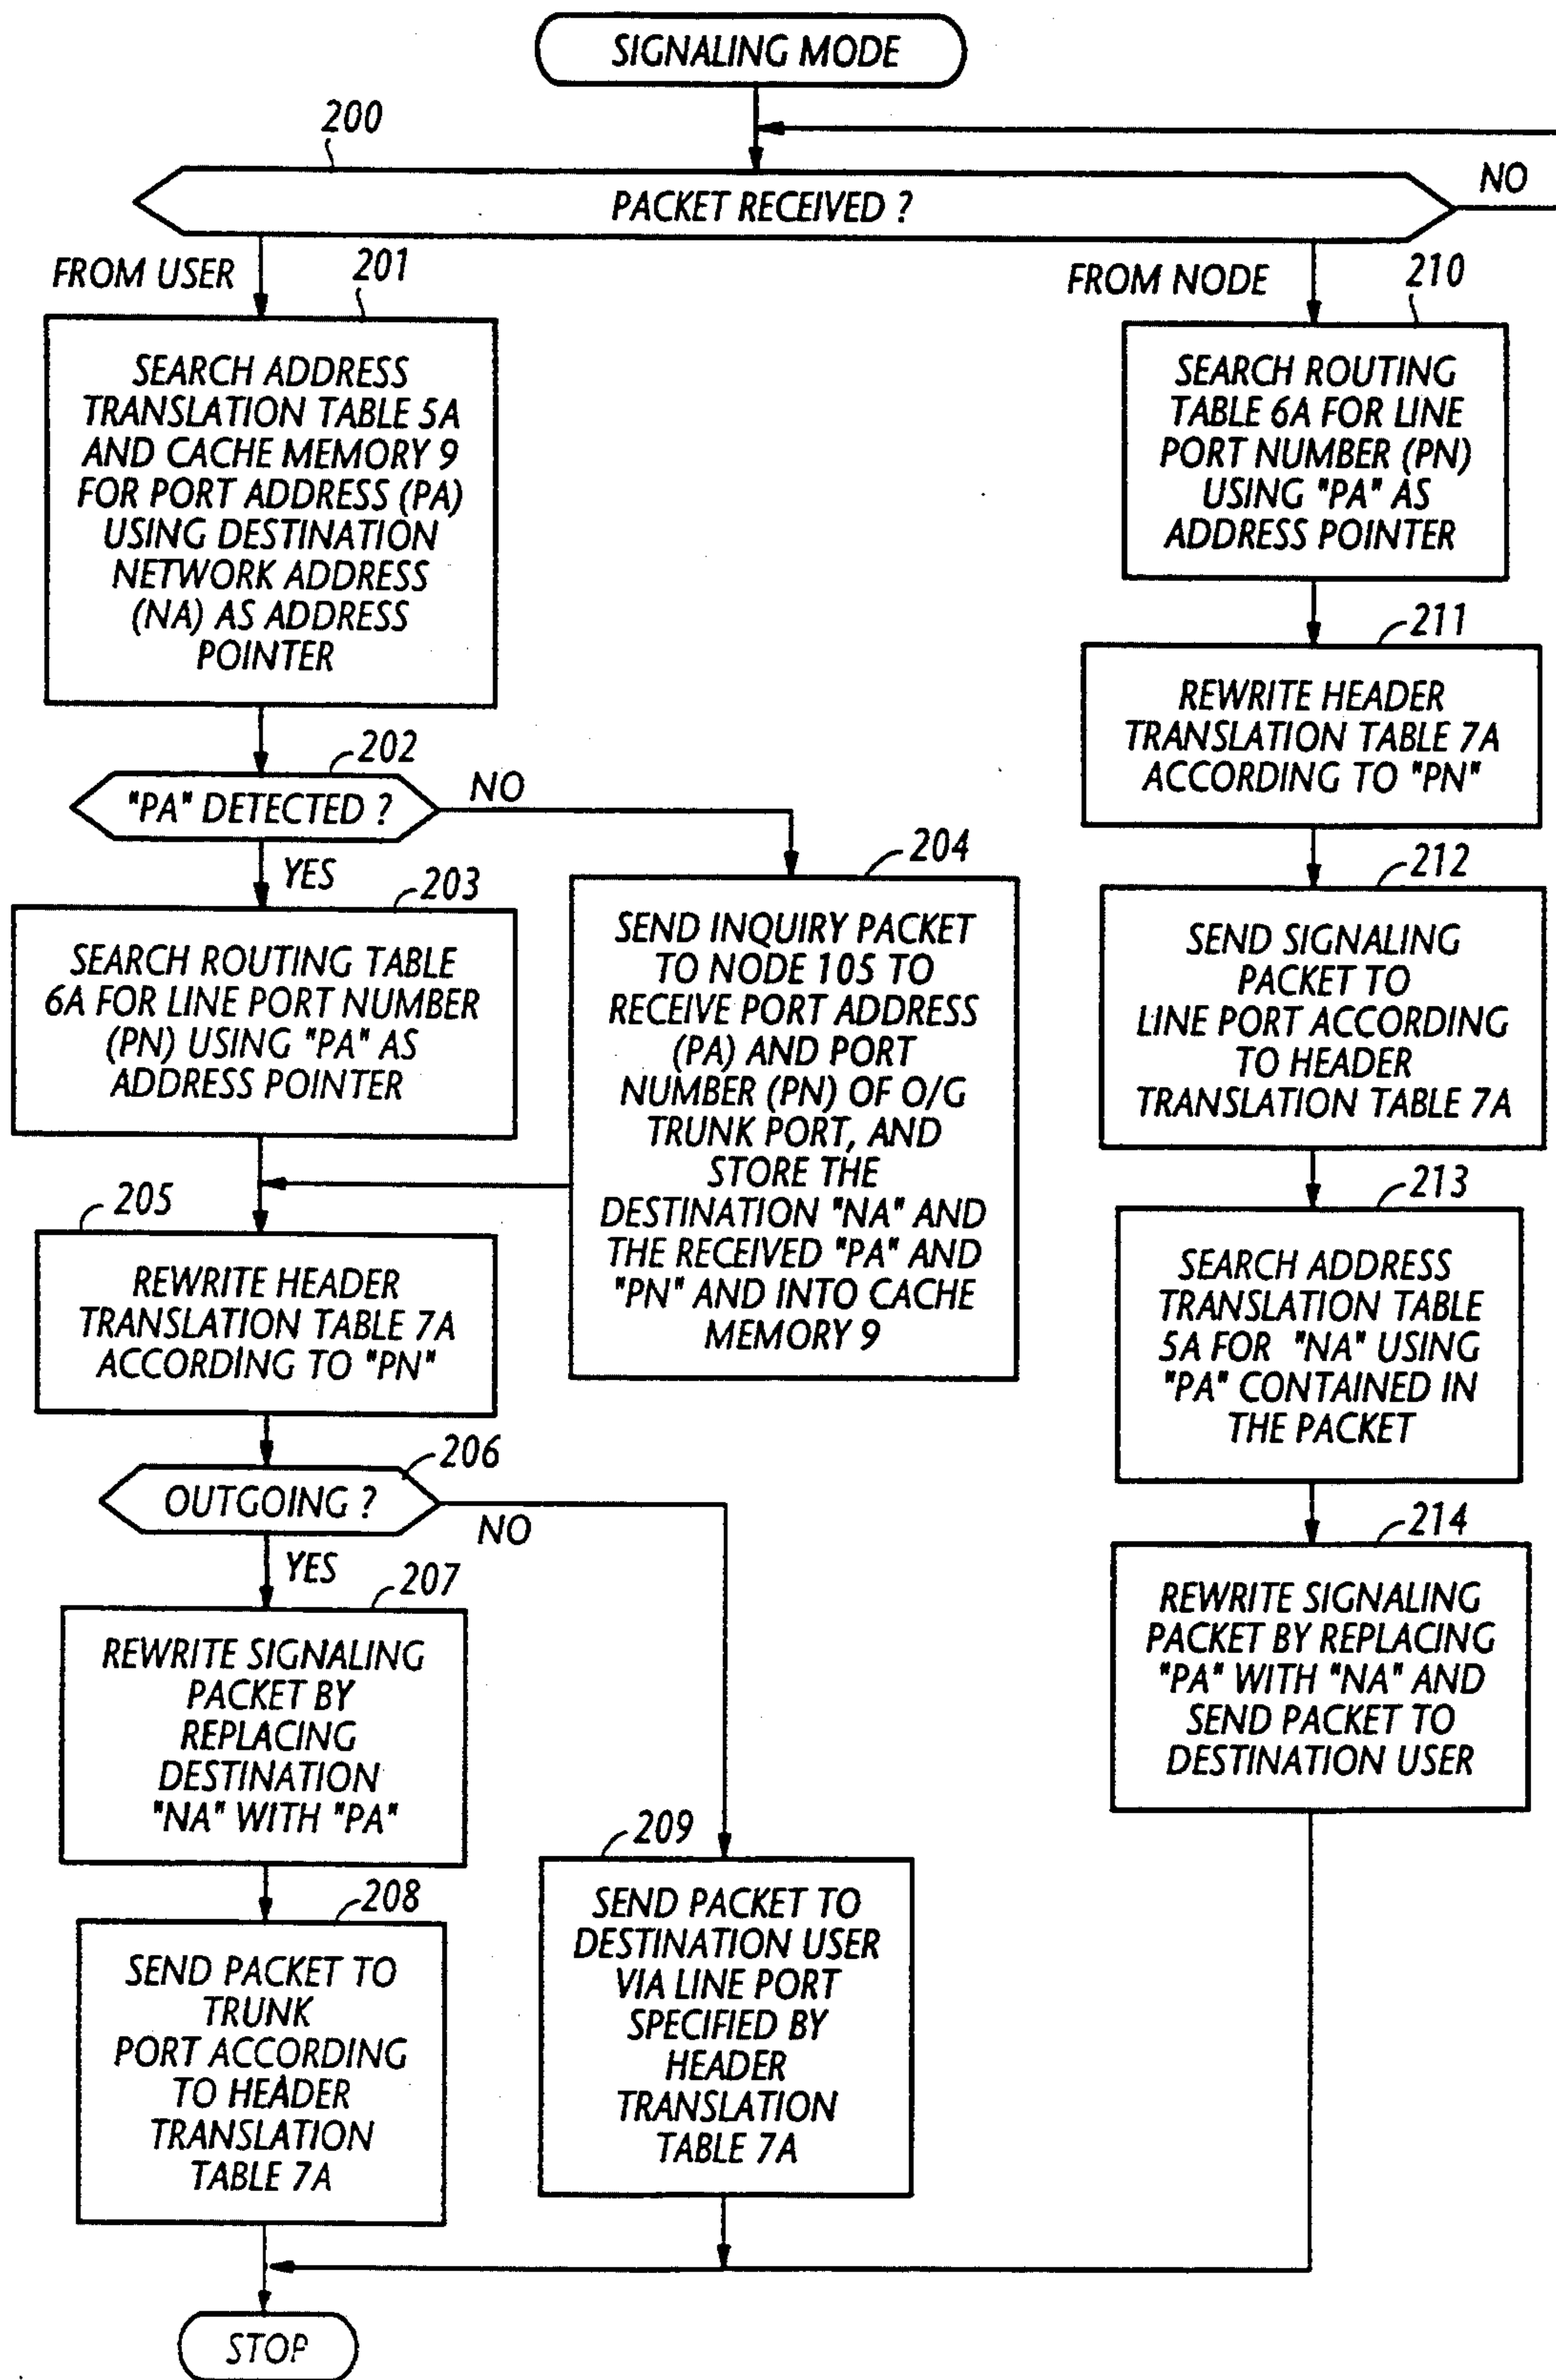 SIGNALING MODE
200
PACKET RECEIVED ?
NO
FROM USER
201
SEARCH ADDRESS
TRANSLATION TABLE 5A
AND CACHE MEMORY 9
FOR PORT ADDRESS (PA)
USING DESTINATION
NETWORK ADDRESS
(NA) AS ADDRESS
POINTER
202
"PA" DETECTED ?
NO
YES
203
SEARCH ROUTING TABLE
6A FOR LINE PORT NUMBER
(PN) USING "PA" AS
ADDRESS POINTER
204
SEND INQUIRY PACKET
TO NODE 105 TO
RECEIVE PORT ADDRESS
(PA) AND PORT
NUMBER (PN) OF O/G
TRUNK PORT, AND
STORE THE
DESTINATION "NA" AND
THE RECEIVED "PA" AND
"PN" AND INTO CACHE
MEMORY 9
205
REWRITE HEADER
TRANSLATION TABLE 7A
ACCORDING TO "PN"
206
OUTGOING ?
NO
YES
207
REWRITE SIGNALING
PACKET BY
REPLACING
DESTINATION
"NA" WITH "PA"
208
SEND PACKET TO
TRUNK
PORT ACCORDING
TO HEADER
TRANSLATION
TABLE 7A
209
SEND PACKET TO
DESTINATION USER
VIA LINE PORT
SPECIFIED BY
HEADER
TRANSLATION
TABLE 7A
FROM NODE
210
SEARCH ROUTING
TABLE 6A FOR LINE
PORT NUMBER (PN)
USING "PA" AS
ADDRESS POINTER
211
REWRITE HEADER
TRANSLATION TABLE 7A
ACCORDING TO "PN"
212
SEND SIGNALING
PACKET TO
LINE PORT ACCORDING
TO HEADER
TRANSLATION TABLE 7A
213
SEARCH ADDRESS
TRANSLATION TABLE
5A FOR "NA" USING
"PA" CONTAINED IN
THE PACKET
214
REWRITE SIGNALING
PACKET BY REPLACING
"PA" WITH "NA" AND
SEND PACKET TO
DESTINATION USER
STOP